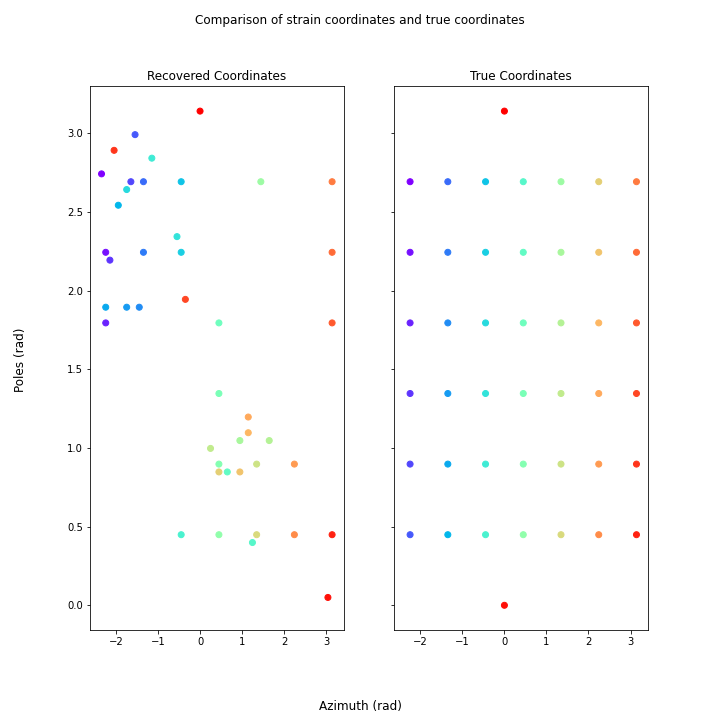 Comparison of strain coordinates and true coordinates
Recovered Coordinates
True Coordinates
3.0
2.5
2.0
1.5
1.0
0.5
0.0
Poles (rad)
−2 −1 0 1 2 3
−2 −1 0 1 2 3
Azimuth (rad)